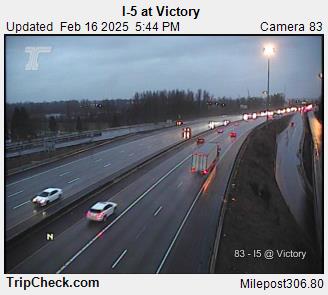 I-5 at Victory
Updated  Feb 16 2025  5:44 PM
Camera 83
T
N
83 - I5 @ Victory
TripCheck.com
Milepost306.80